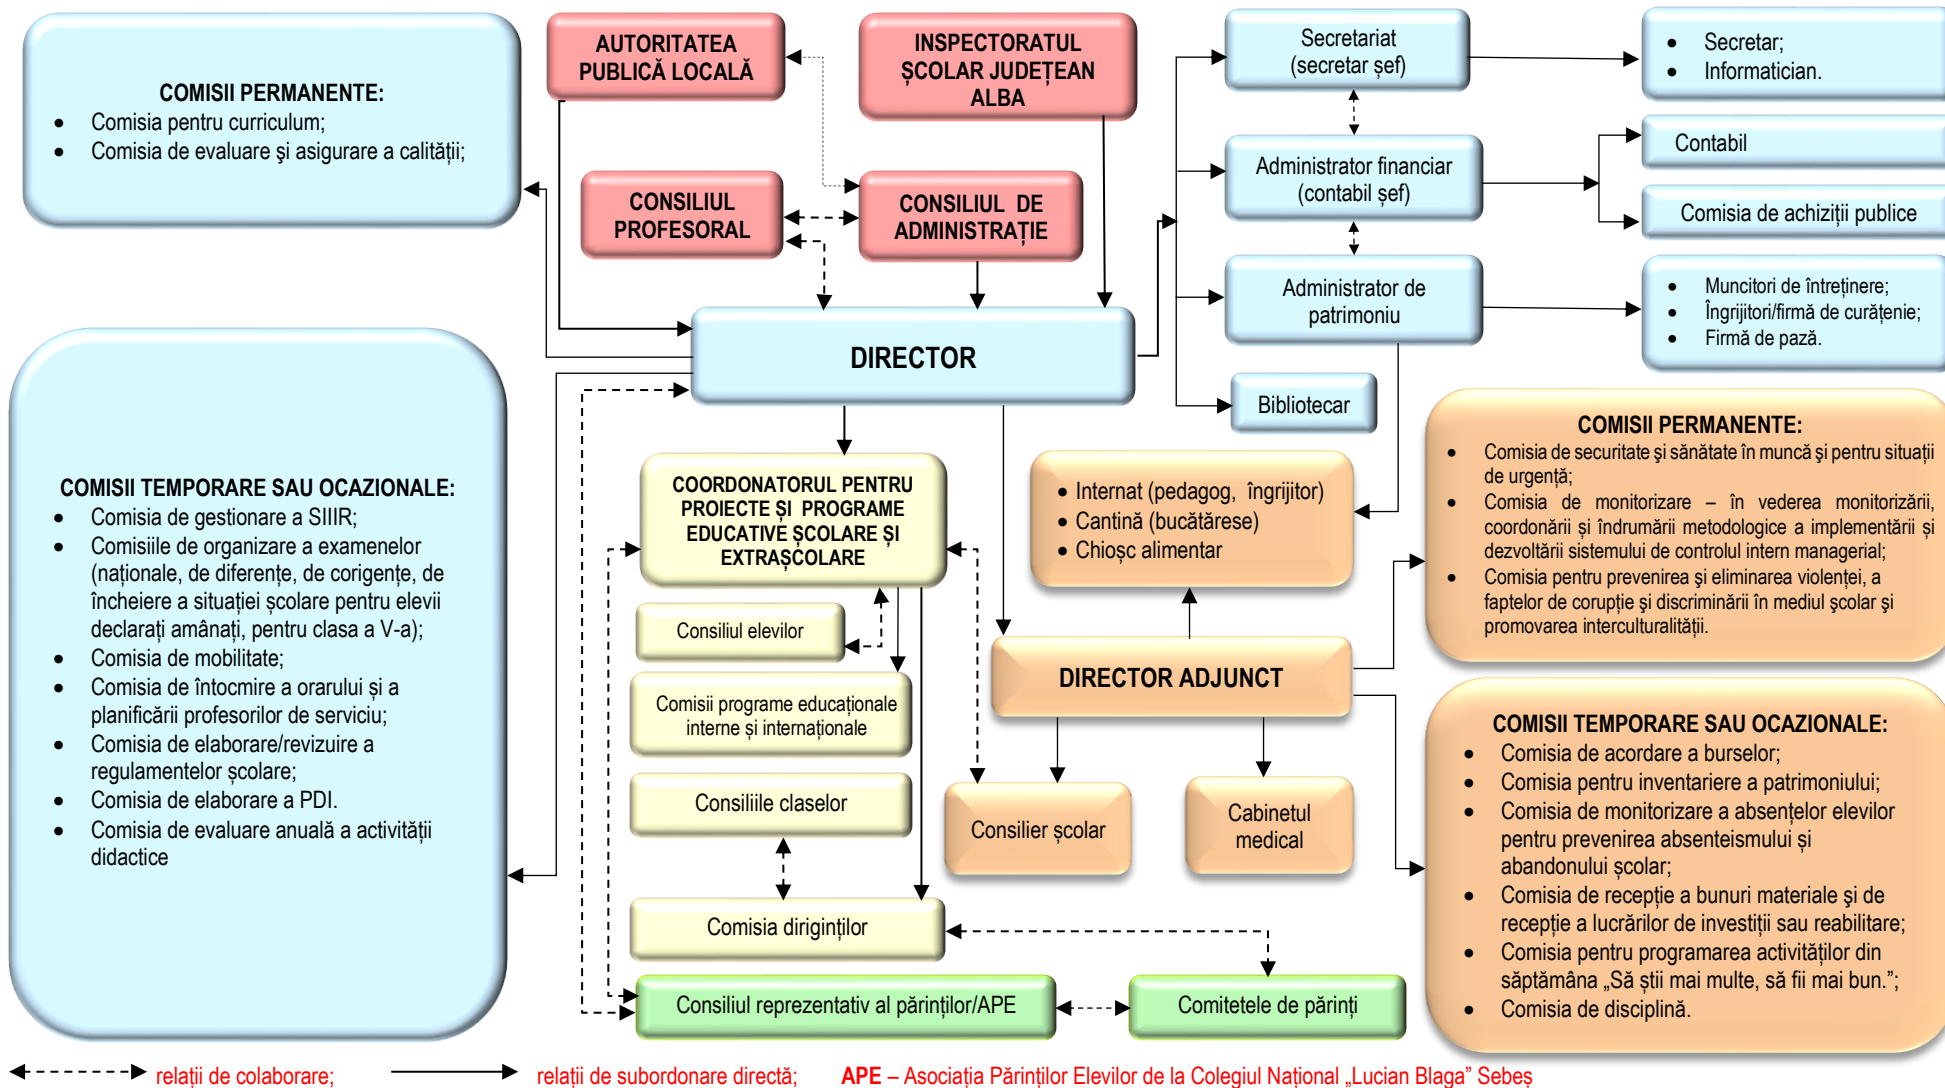 COMISII PERMANENTE:
• Comisia pentru curriculum;
• Comisia de evaluare şi asigurare a calității;
AUTORITATEA
PUBLICĂ LOCALĂ
INSPECTORATUL
ȘCOLAR JUDEȚEAN
ALBA
CONSILIUL
PROFESORAL
CONSILIUL DE
ADMINISTRAȚIE
DIRECTOR
Secretariat
(secretar șef)
• Secretar;
• Informatician.
Administrator financiar
(contabil șef)
Contabil
Comisia de achiziții publice
Administrator de
patrimoniu
• Muncitori de întreținere;
• Îngrijitori/firmă de curățenie;
• Firmă de pază.
Bibliotecar
COMISII TEMPORARE SAU OCAZIONALE:
• Comisia de gestionare a SIIIR;
• Comisiile de organizare a examenelor
(naționale, de diferențe, de corigențe, de
încheiere a situației școlare pentru elevii
declarați amânați, pentru clasa a V-a);
• Comisia de mobilitate;
• Comisia de întocmire a orarului și a
planificării profesorilor de serviciu;
• Comisia de elaborare/revizuire a
regulamentelor școlare;
• Comisia de elaborare a PDI.
• Comisia de evaluare anuală a activității
didactice
COORDONATORUL PENTRU
PROIECTE ȘI PROGRAME
EDUCATIVE ȘCOLARE ȘI
EXTRAȘCOLARE
Consiliul elevilor
Comisii programe educaționale
interne și internaționale
Consiliile claselor
Comisia diriginților
Consiliul reprezentativ al părinților/APE
Comitetele de părinți
• Internat (pedagog, îngrijitor)
• Cantină (bucătărese)
• Chioșc alimentar
DIRECTOR ADJUNCT
Consilier școlar
Cabinetul
medical
COMISII PERMANENTE:
• Comisia de securitate şi sănătate în muncă şi pentru situații
de urgență;
• Comisia de monitorizare – în vederea monitorizării,
coordonării și îndrumării metodologice a implementării și
dezvoltării sistemului de controlul intern managerial;
• Comisia pentru prevenirea şi eliminarea violenței, a
faptelor de corupție şi discriminării în mediul şcolar şi
promovarea interculturalității.
COMISII TEMPORARE SAU OCAZIONALE:
• Comisia de acordare a burselor;
• Comisia pentru inventariere a patrimoniului;
• Comisia de monitorizare a absențelor elevilor
pentru prevenirea absenteismului și
abandonului școlar;
• Comisia de recepție a bunuri materiale şi de
recepție a lucrărilor de investiții sau reabilitare;
• Comisia pentru programarea activităților din
săptămâna „Să știi mai multe, să fii mai bun.”;
• Comisia de disciplină.
relații de colaborare; relații de subordonare directă; APE – Asociația Părinților Elevilor de la Colegiul Național „Lucian Blaga” Sebeș